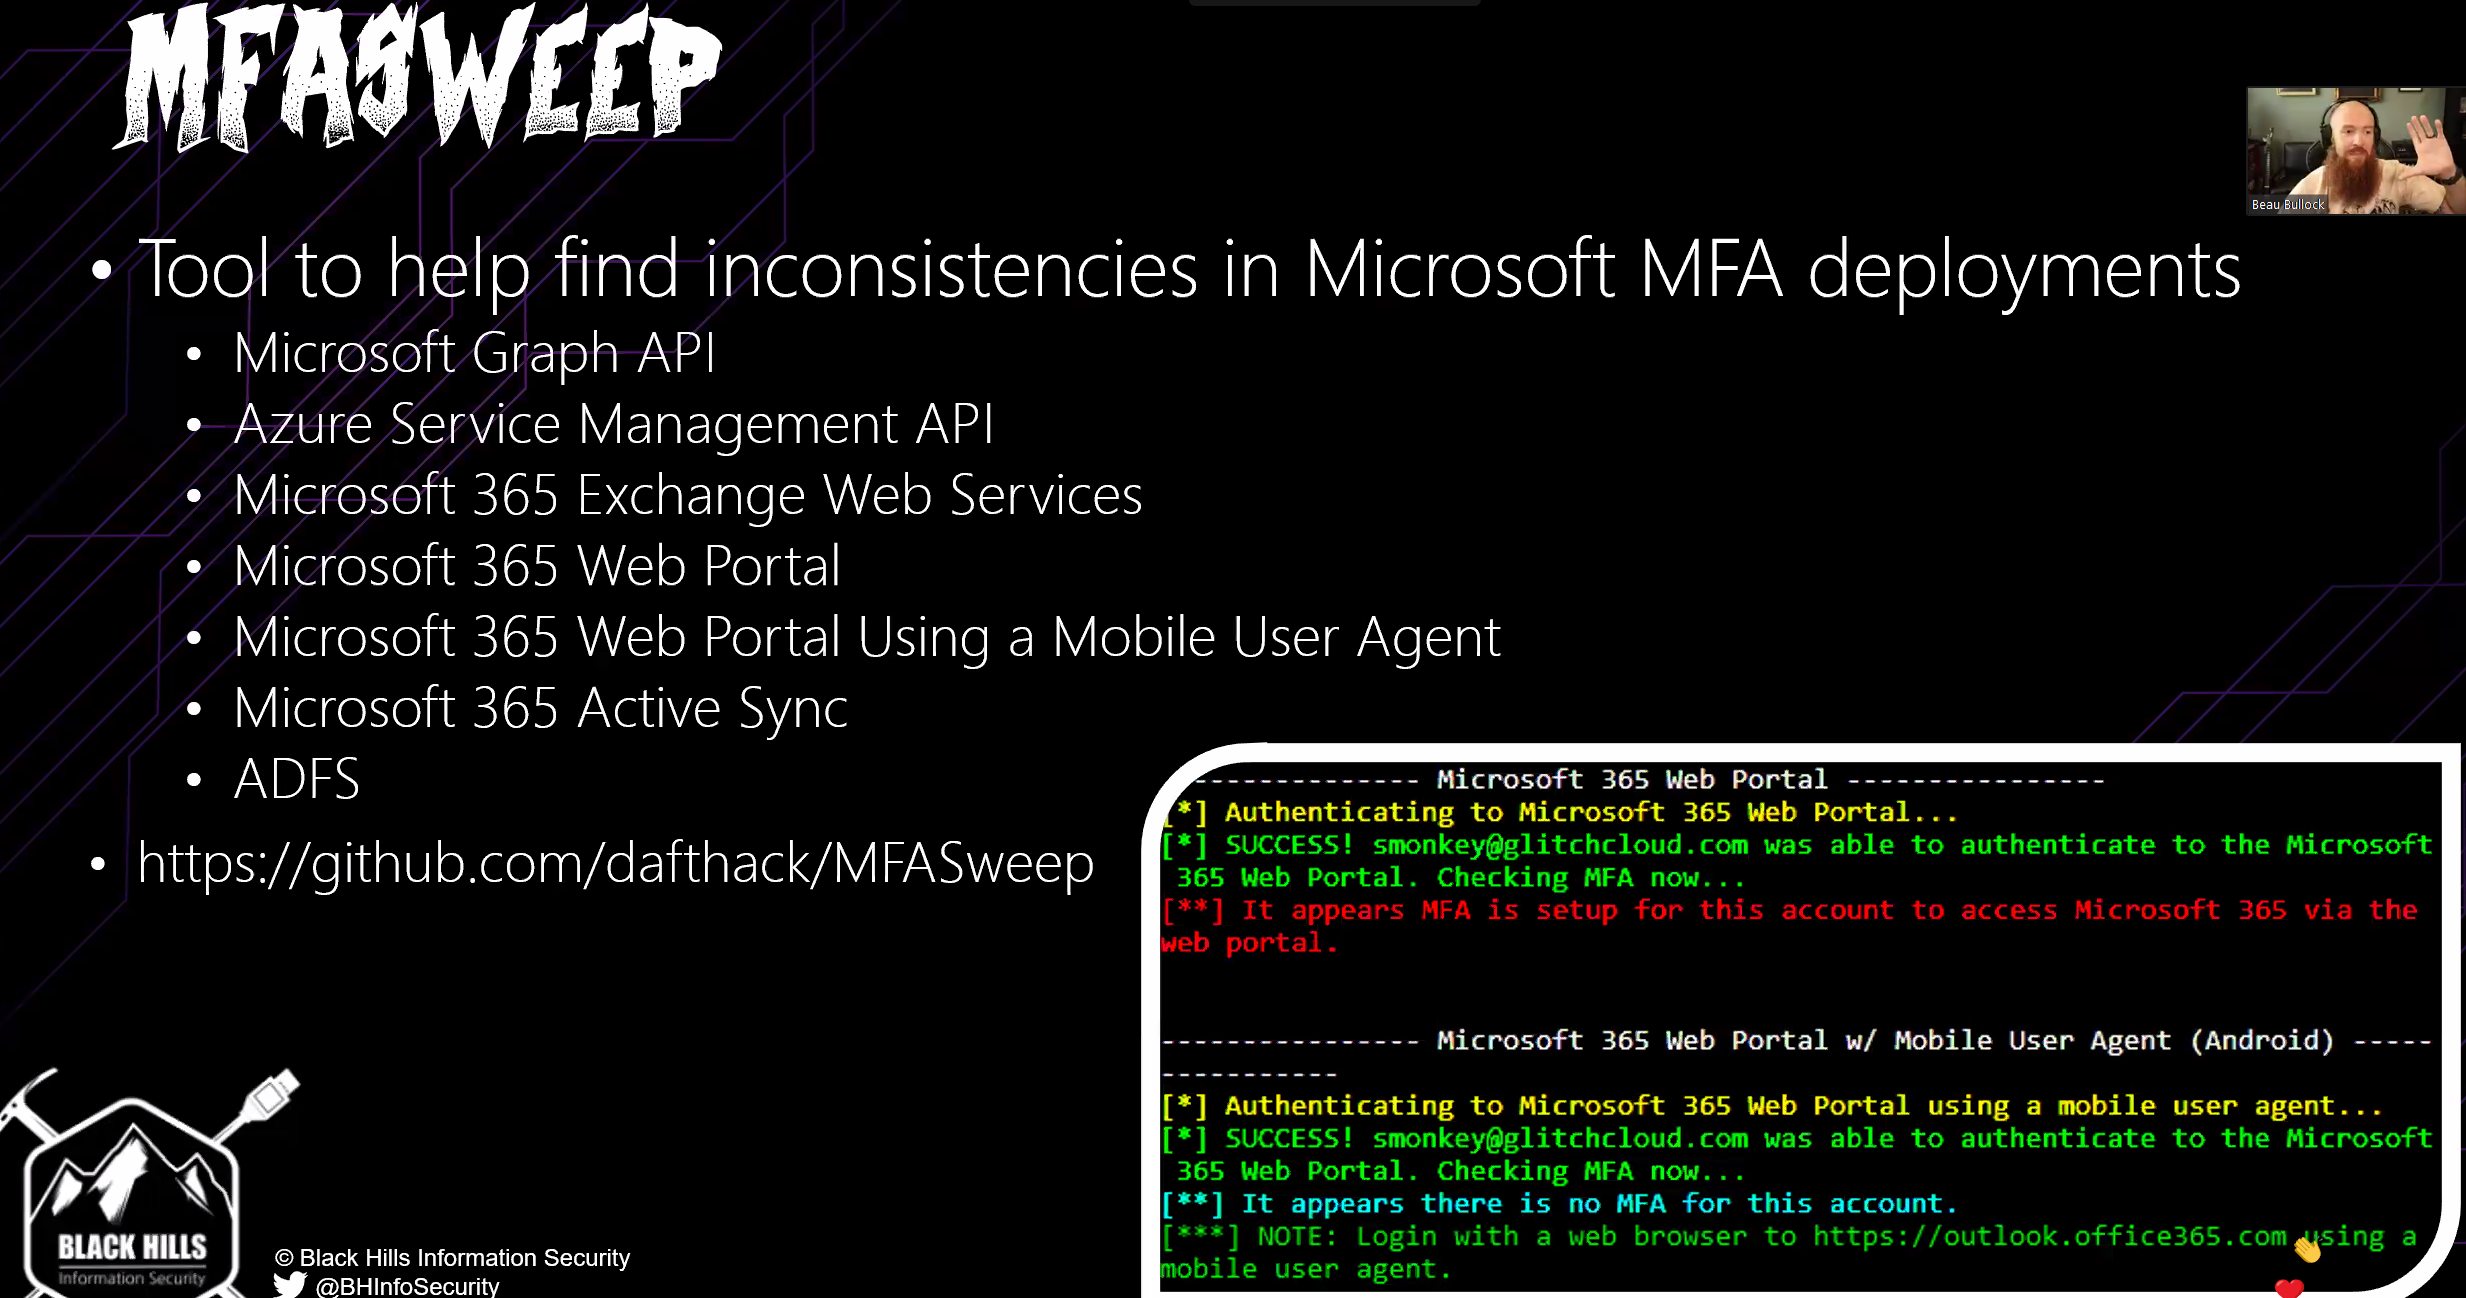 MFASWEEP
Beau Bullock
• Tool to help find inconsistencies in Microsoft MFA deployments
• Microsoft Graph API
• Azure Service Management API
• Microsoft 365 Exchange Web Services
• Microsoft 365 Web Portal
• Microsoft 365 Web Portal Using a Mobile User Agent
• Microsoft 365 Active Sync
• ADFS
• https://github.com/dafthack/MFASweep
--------------- Microsoft 365 Web Portal ----------------
[*] Authenticating to Microsoft 365 Web Portal...
[*] SUCCESS! smonkey@glitchcloud.com was able to authenticate to the Microsoft
365 Web Portal. Checking MFA now...
[**] It appears MFA is setup for this account to access Microsoft 365 via the
web portal.
---------------- Microsoft 365 Web Portal w/ Mobile User Agent (Android) -----
-----------
[*] Authenticating to Microsoft 365 Web Portal using a mobile user agent...
[*] SUCCESS! smonkey@glitchcloud.com was able to authenticate to the Microsoft
365 Web Portal. Checking MFA now...
[**] It appears there is no MFA for this account.
[***] NOTE: Login with a web browser to https://outlook.office365.com using a
mobile user agent.
BLACK HILLS
Information Security
© Black Hills Information Security
@BHInfoSecurity